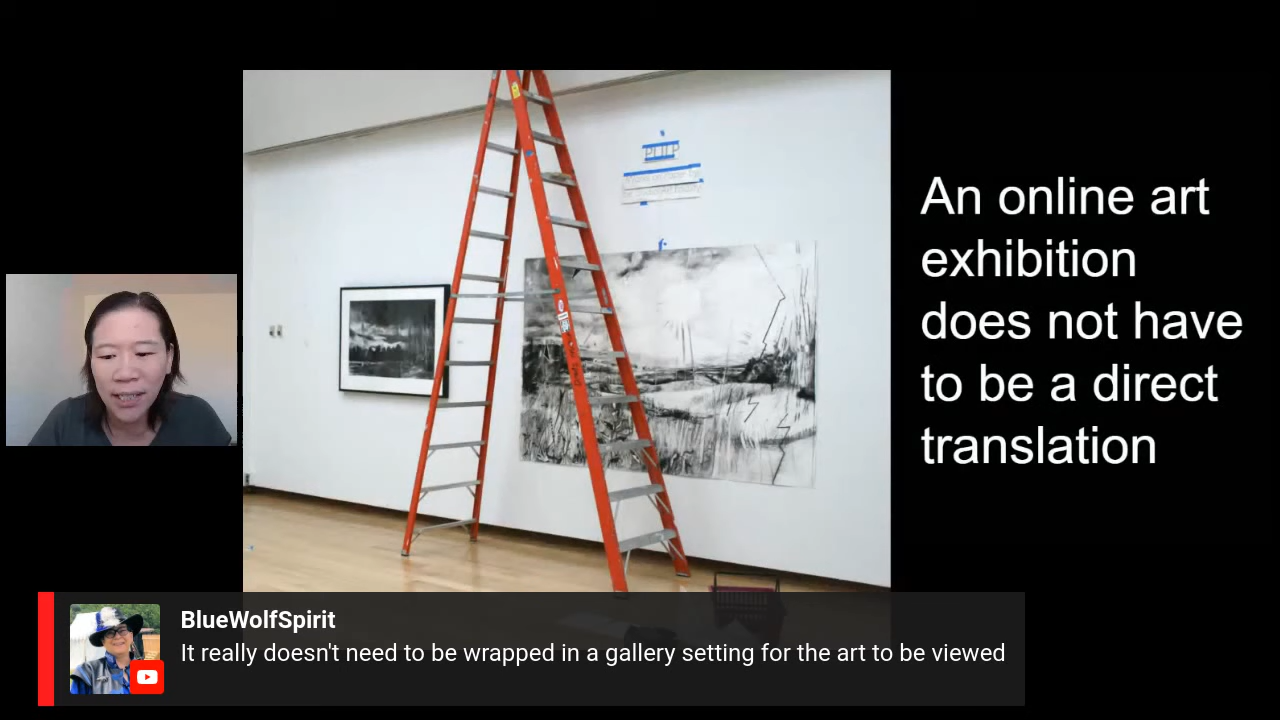 PULP
An online art
exhibition
does not have
to be a direct
translation
BlueWolfSpirit
It really doesn't need to be wrapped in a gallery setting for the art to be viewed